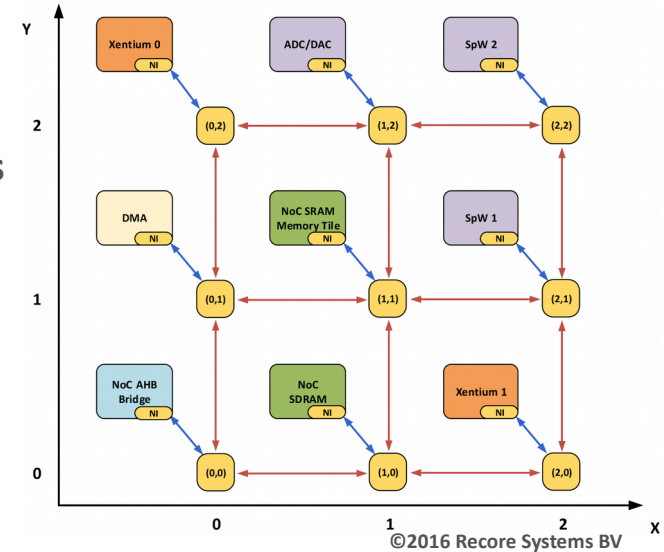 Y
Xentium 0
NI
ADC/DAC
NI
SpW 2
NI
2
(0,2)
(1,2)
(2,2)
S
DMA
NI
NoC SRAM
Memory Tile
NI
SpW 1
NI
1
(0,1)
(1,1)
(2,1)
NoC AHB
Bridge
NI
NoC
SDRAM
NI
Xentium 1
NI
0
(0,0)
(1,0)
(2,0)
0
1
2
X
©2016 Recore Systems BV